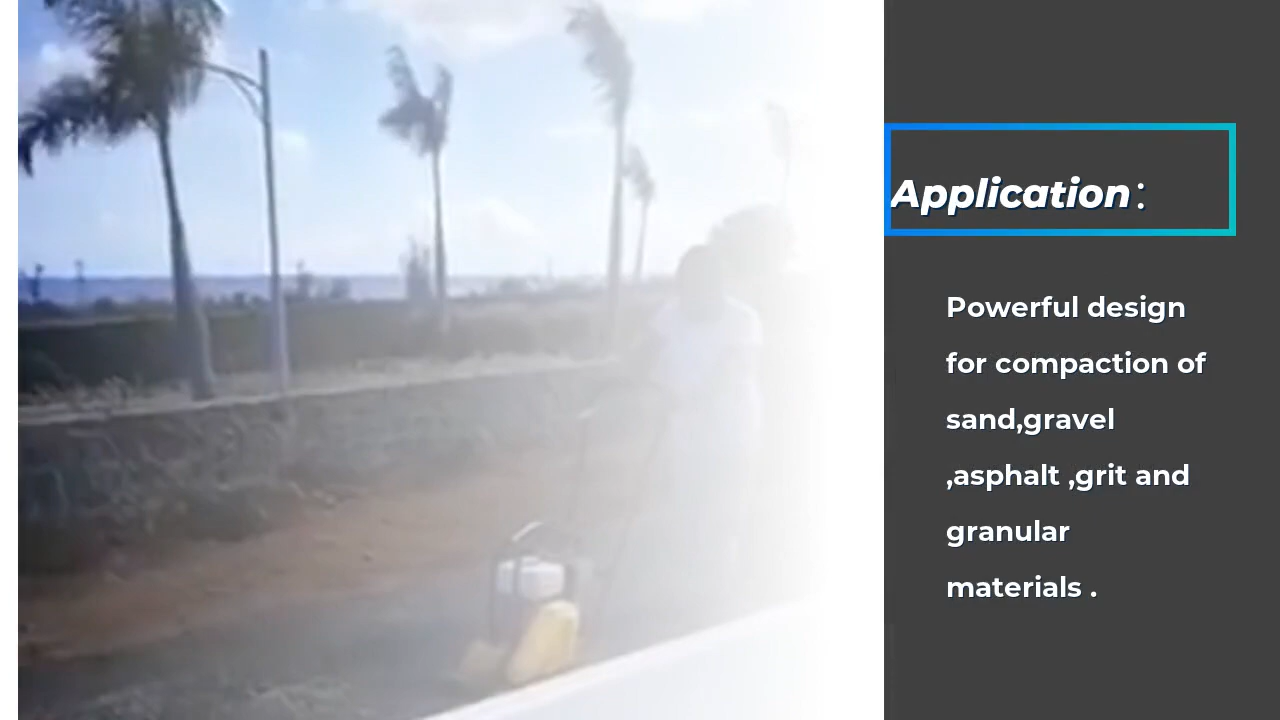 Application：
Powerful design
for compaction of
sand,gravel
,asphalt ,grit and
granular
materials .